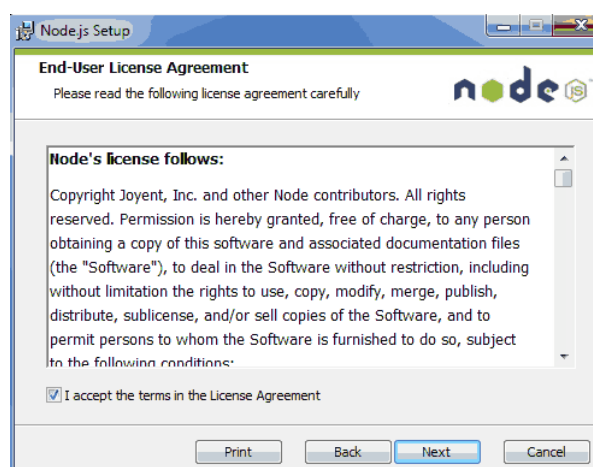 Node.js Setup
End-User License Agreement
Please read the following license agreement carefully
node JS
Node's license follows:
Copyright Joyent, Inc. and other Node contributors. All rights
reserved. Permission is hereby granted, free of charge, to any person
obtaining a copy of this software and associated documentation files
(the "Software"), to deal in the Software without restriction, including
without limitation the rights to use, copy, modify, merge, publish,
distribute, sublicense, and/or sell copies of the Software, and to
permit persons to whom the Software is furnished to do so, subject
to the following conditions:
I accept the terms in the License Agreement
Print Back Next Cancel